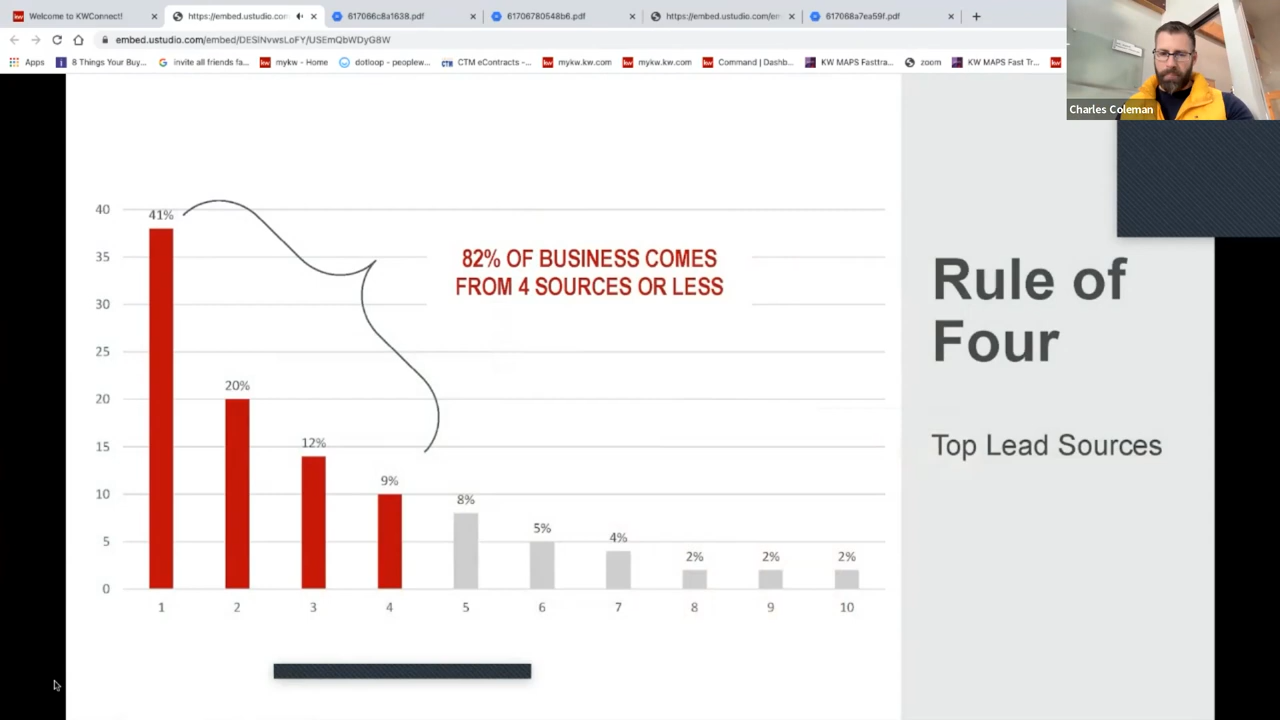 Welcome to KWConnect!
https://embed.ustudio.con
617066c8a1638.pdf
61706780548b6.pdf
https://embed.ustudio.com/en
617068a7ea59f.pdf
embed.ustudio.com/embed/DESlNvwsLoFY/USEmQbWDyG8W
Apps
8 Things Your Buy...
invite all friends fa...
mykw - Home
dotloop - peoplew...
CTM eContracts -...
mykw.kw.com
mykw.kw.com
Command | Dashb...
KW MAPS Fasttra...
zoom
KW MAPS Fast Tr...
Charles Coleman
40
35
30
25
20
15
10
5
0
41%
20%
12%
9%
8%
5%
4%
2%
2%
2%
1
2
3
4
5
6
7
8
9
10
82% OF BUSINESS COMES
FROM 4 SOURCES OR LESS
Rule of
Four
Top Lead Sources